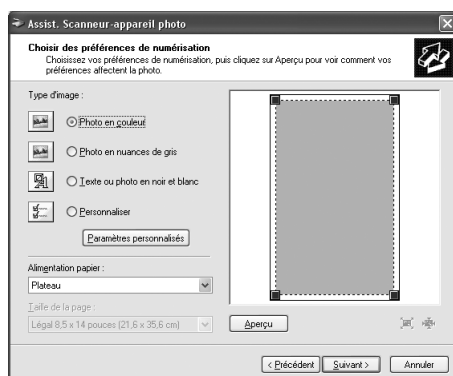 Assist. Scanneur-appareil photo
Choisir des préférences de numérisation
Choisissez vos préférences de numérisation, puis cliquez sur Aperçu pour voir comment vos
préférences affectent la photo.
Type d'image :
Photo en couleur
Photo en nuances de gris
Texte ou photo en noir et blanc
Personnaliser
Paramètres personnalisés
Alimentation papier :
Plateau
Taille de la page :
Légal 8,5 x 14 pouces (21,6 x 35,6 cm)
Aperçu
< Précédent
Suivant >
Annuler